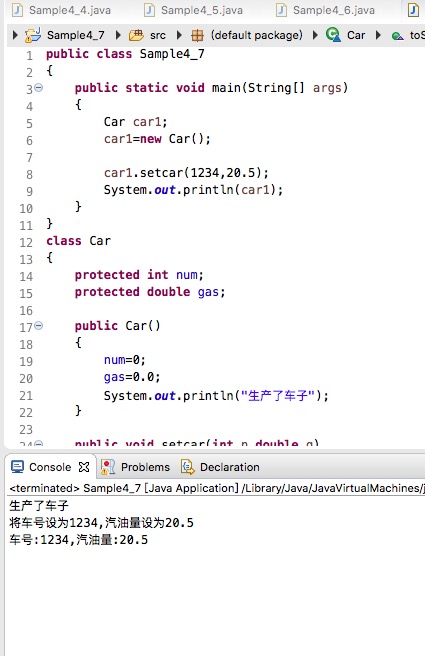 Sample4_4.java Sample4_5.java Sample4_6.java
Sample4_7 src (default package) Car toS
1 public class Sample4_7
2 {
3 public static void main(String[] args)
4 {
5 Car car1;
6 car1=new Car();
7
8 car1.setcar(1234,20.5);
9 System.out.println(car1);
10 }
11 }
12 class Car
13 {
14 protected int num;
15 protected double gas;
16
17 public Car()
18 {
19 num=0;
20 gas=0.0;
21 System.out.println("生产了车子");
22 }
23
24 public void setcar(int n,double g)
Console Problems Declaration
<terminated> Sample4_7 [Java Application] /Library/Java/JavaVirtualMachines/j
生产了车子
将车号设为1234,汽油量设为20.5
车号:1234,汽油量:20.5